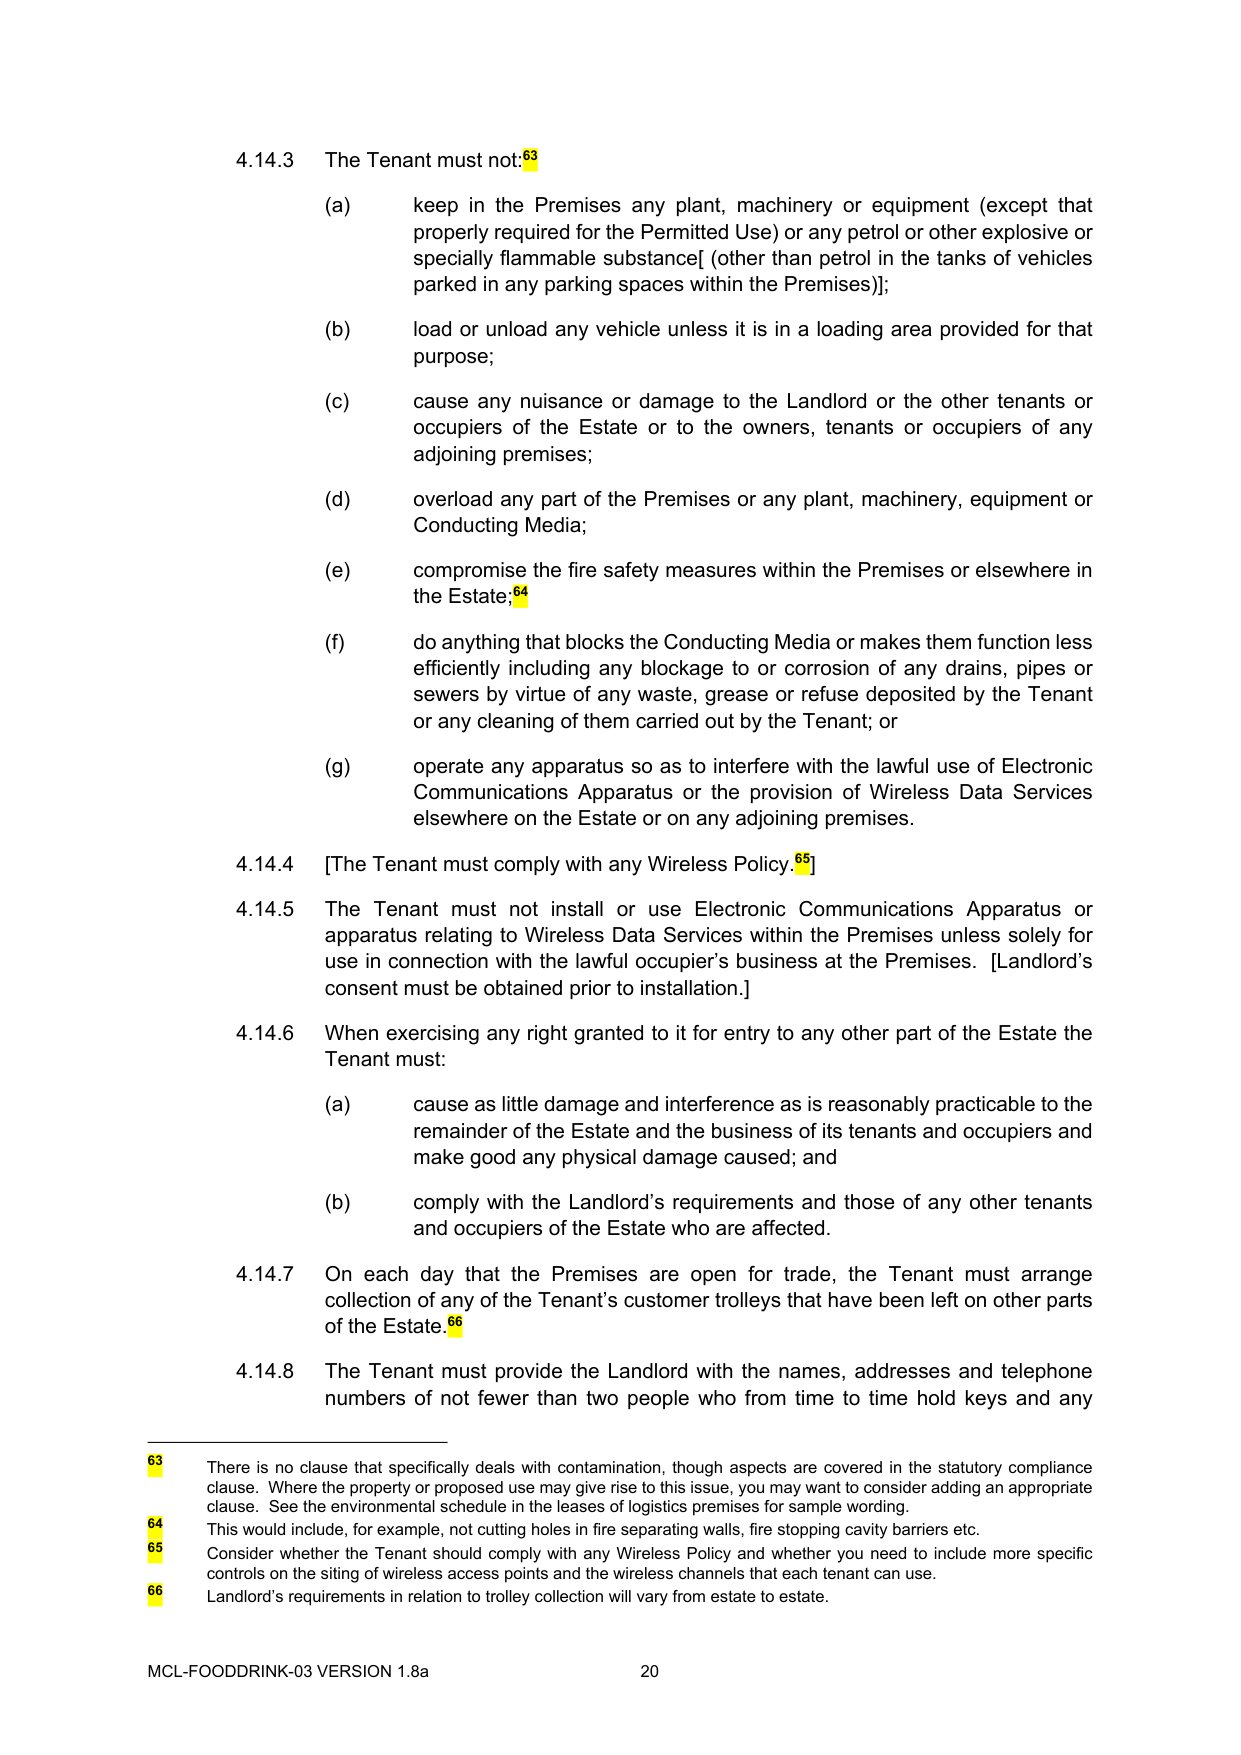 4.14.3 The Tenant must not:63
(a) keep in the Premises any plant, machinery or equipment (except that
properly required for the Permitted Use) or any petrol or other explosive or
specially flammable substance[ (other than petrol in the tanks of vehicles
parked in any parking spaces within the Premises)];
(b) load or unload any vehicle unless it is in a loading area provided for that
purpose;
(c) cause any nuisance or damage to the Landlord or the other tenants or
occupiers of the Estate or to the owners, tenants or occupiers of any
adjoining premises;
(d) overload any part of the Premises or any plant, machinery, equipment or
Conducting Media;
(e) compromise the fire safety measures within the Premises or elsewhere in
the Estate;64
(f) do anything that blocks the Conducting Media or makes them function less
efficiently including any blockage to or corrosion of any drains, pipes or
sewers by virtue of any waste, grease or refuse deposited by the Tenant
or any cleaning of them carried out by the Tenant; or
(g) operate any apparatus so as to interfere with the lawful use of Electronic
Communications Apparatus or the provision of Wireless Data Services
elsewhere on the Estate or on any adjoining premises.
4.14.4 [The Tenant must comply with any Wireless Policy.65]
4.14.5 The Tenant must not install or use Electronic Communications Apparatus or
apparatus relating to Wireless Data Services within the Premises unless solely for
use in connection with the lawful occupier’s business at the Premises. [Landlord’s
consent must be obtained prior to installation.]
4.14.6 When exercising any right granted to it for entry to any other part of the Estate the
Tenant must:
(a) cause as little damage and interference as is reasonably practicable to the
remainder of the Estate and the business of its tenants and occupiers and
make good any physical damage caused; and
(b) comply with the Landlord’s requirements and those of any other tenants
and occupiers of the Estate who are affected.
4.14.7 On each day that the Premises are open for trade, the Tenant must arrange
collection of any of the Tenant’s customer trolleys that have been left on other parts
of the Estate.66
4.14.8 The Tenant must provide the Landlord with the names, addresses and telephone
numbers of not fewer than two people who from time to time hold keys and any
63 There is no clause that specifically deals with contamination, though aspects are covered in the statutory compliance
clause. Where the property or proposed use may give rise to this issue, you may want to consider adding an appropriate
clause. See the environmental schedule in the leases of logistics premises for sample wording.
64 This would include, for example, not cutting holes in fire separating walls, fire stopping cavity barriers etc.
65 Consider whether the Tenant should comply with any Wireless Policy and whether you need to include more specific
controls on the siting of wireless access points and the wireless channels that each tenant can use.
66 Landlord’s requirements in relation to trolley collection will vary from estate to estate.
MCL-FOODDRINK-03 VERSION 1.8a 20